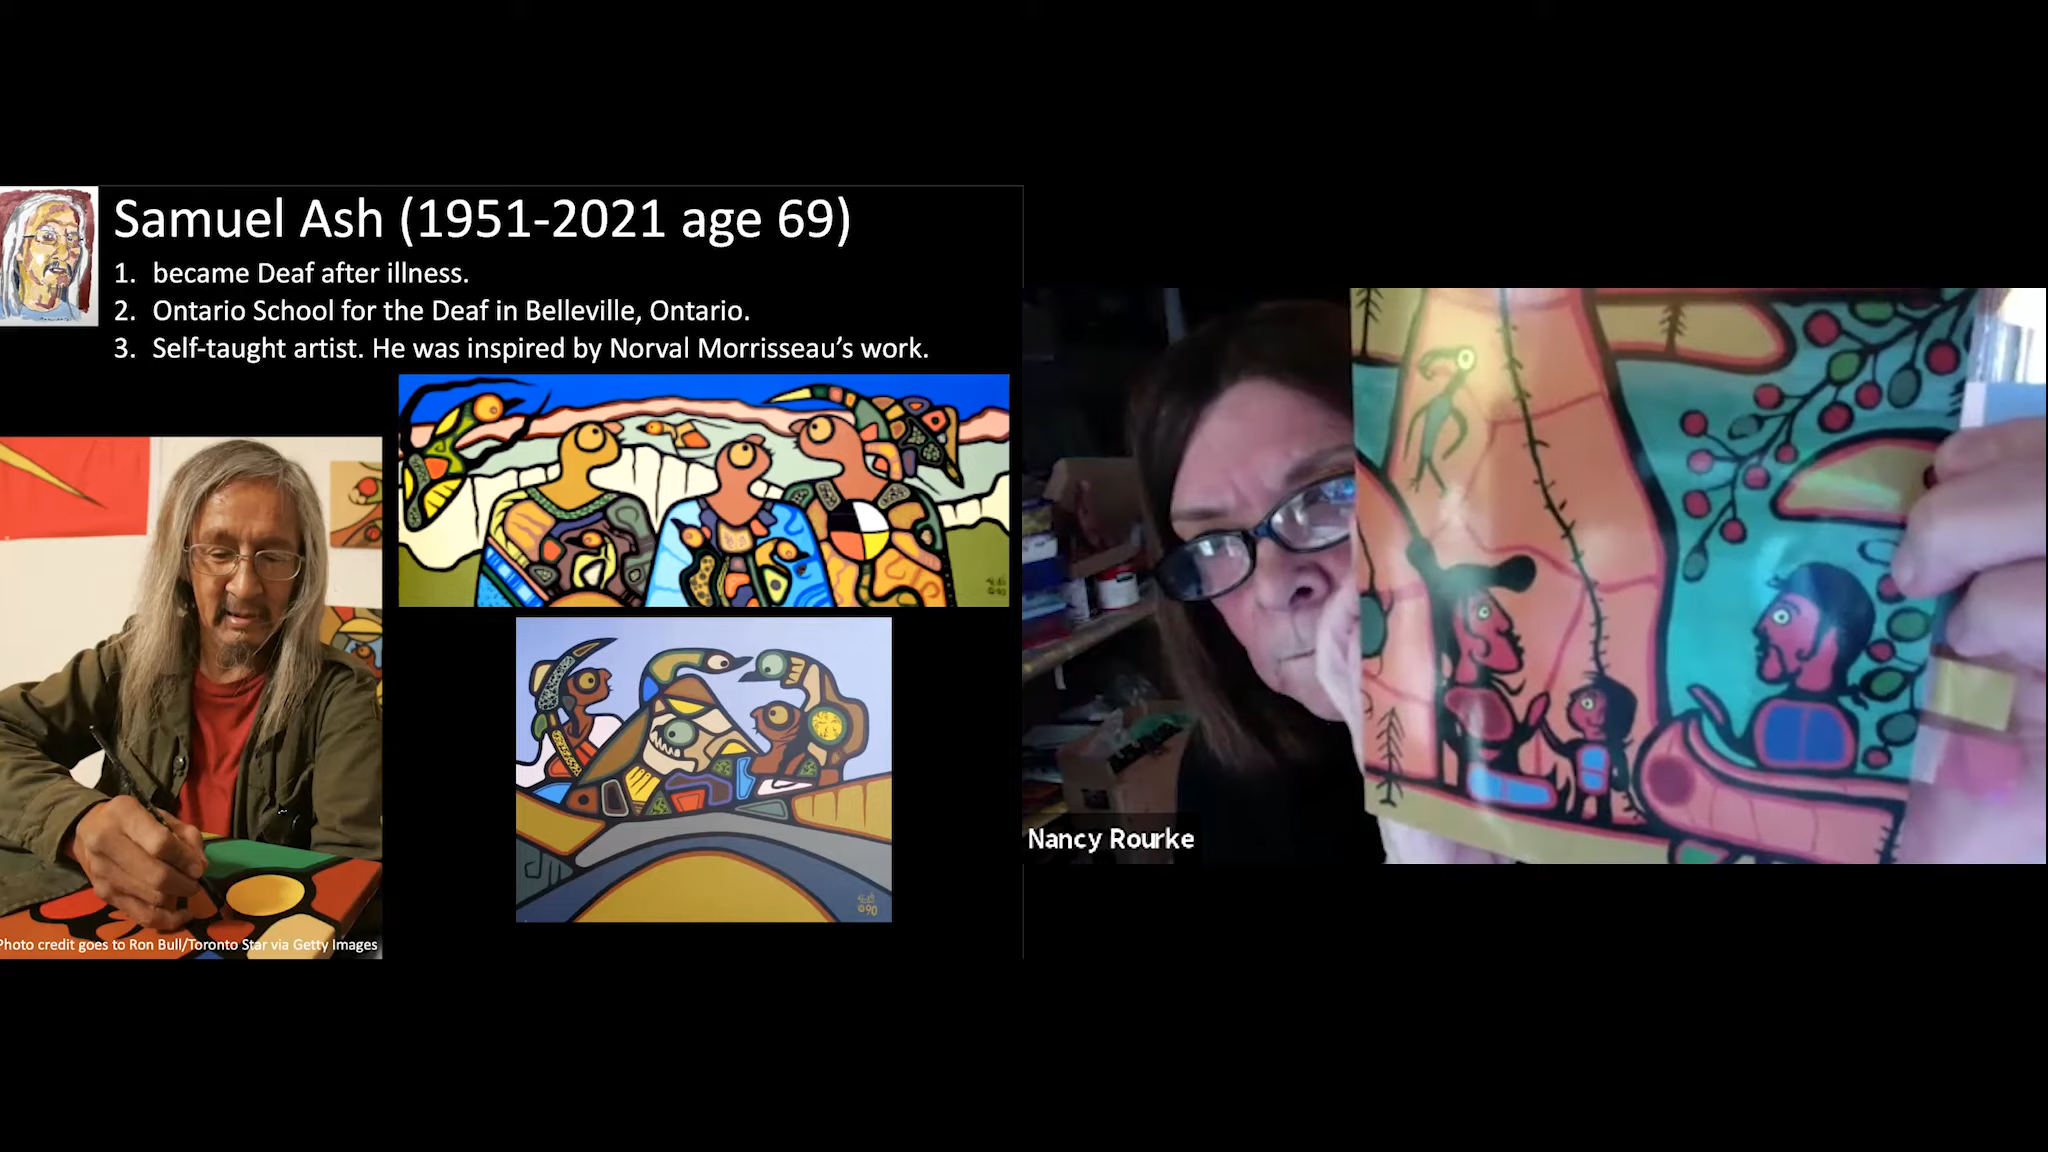 Samuel Ash (1951-2021 age 69)
1. became Deaf after illness.
2. Ontario School for the Deaf in Belleville, Ontario.
3. Self-taught artist. He was inspired by Norval Morrisseau's work.
Photo credit goes to Ron Bull/Toronto Star via Getty Images
Nancy Rourke